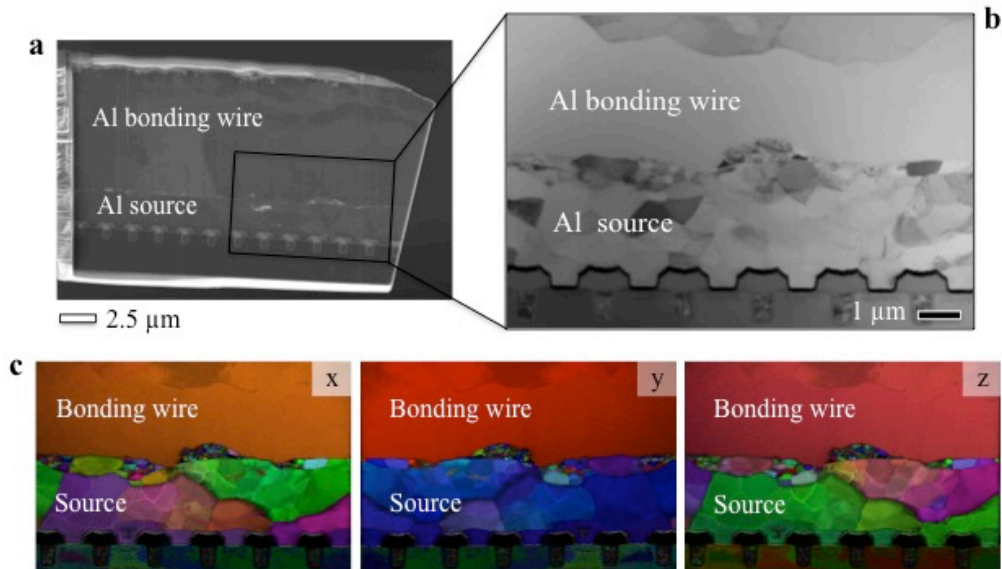 a
Al bonding wire
Al source
2.5 µm
b
Al bonding wire
Al source
1 µm
c
x
Bonding wire
Source
y
Bonding wire
Source
z
Bonding wire
Source